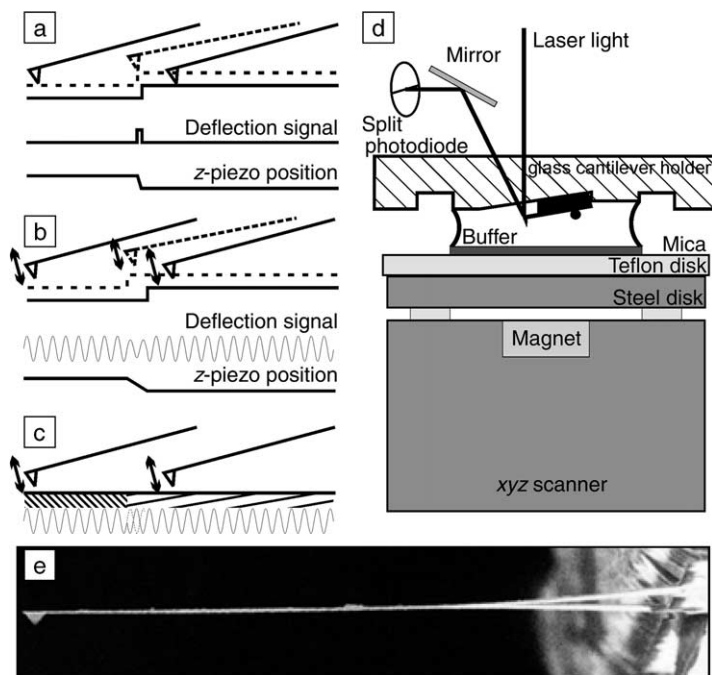 a
Deflection signal
z-piezo position
b
Deflection signal
z-piezo position
c
d
Laser light
Mirror
Split
photodiode
glass cantilever holder
Buffer
Mica
Teflon disk
Steel disk
Magnet
xyz scanner
e